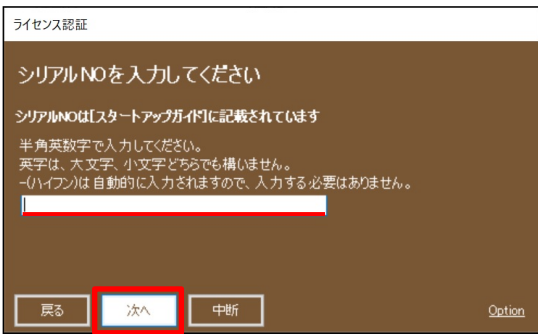 ライセンス認証
シリアルNOを入力してください
シリアルNOは[スタートアップガイド]に記載されています
半角英数字で入力してください。
英字は、大文字、小文字どちらでも構いません。
-(ハイフン)は自動的に入力されますので、入力する必要はありません。
戻る 次へ 中断 Option